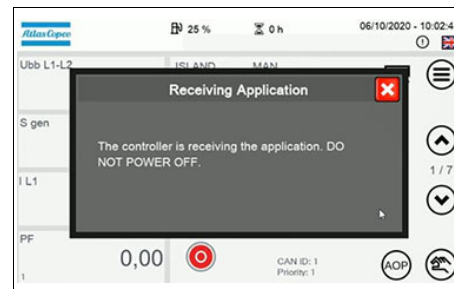 Atlas Copco
25 %
0 h
06/10/2020 - 10:02:4
Ubb L1-L2
ISLAND
MAN
Receiving Application
S gen
The controller is receiving the application. DO
NOT POWER OFF.
I L1
1 / 7
PF
0,00
1
CAN ID: 1
Priority: 1
AOP